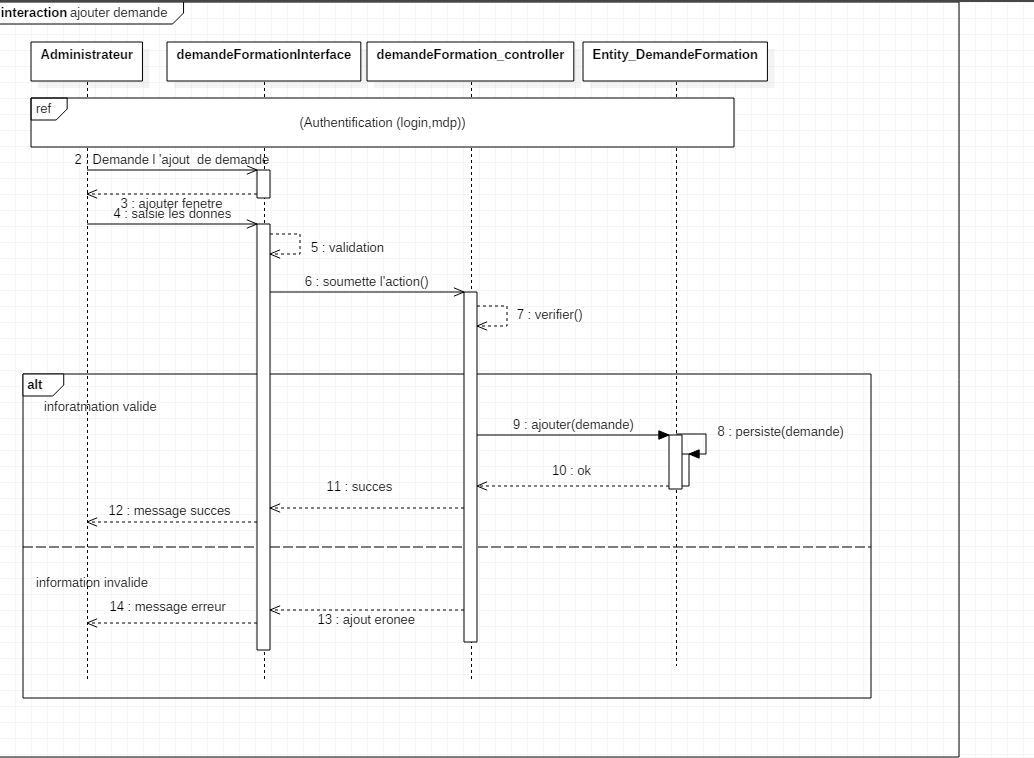 interaction ajouter demande
Administrateur
demandeFormationInterface
demandeFormation_controller
Entity_DemandeFormation
ref
(Authentification (login,mdp))
2 Demande l 'ajout de demande
3 : ajouter fenetre
4 : saisie les donnes
5 : validation
6 : soumette l'action()
7 : verifier()
alt
inforatmation valide
9 : ajouter(demande)
8 : persiste(demande)
10 : ok
11 : succes
12 : message succes
information invalide
14 : message erreur
13 : ajout eronee